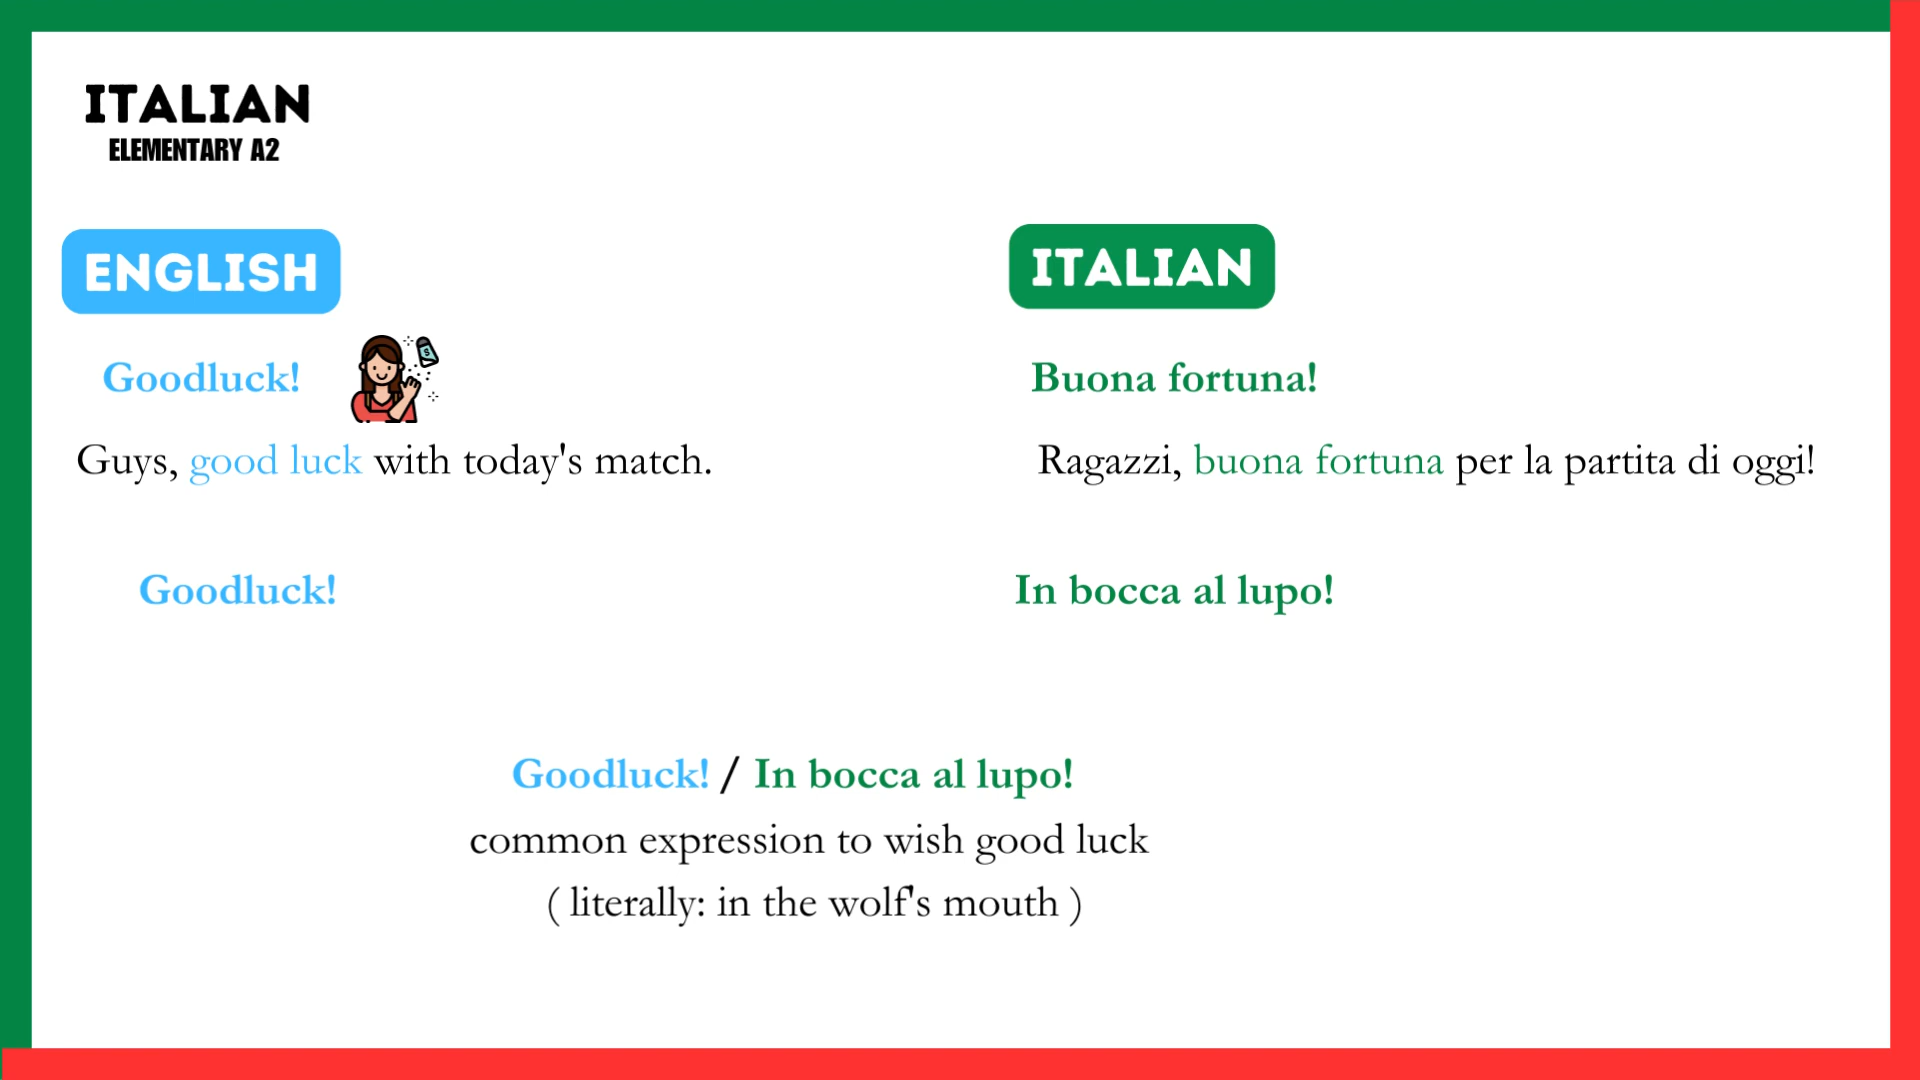 ITALIAN
ELEMENTARY A2
ENGLISH
ITALIAN
Goodluck!
Buona fortuna!
Guys, good luck with today's match.
Ragazzi, buona fortuna per la partita di oggi!
Goodluck!
In bocca al lupo!
Goodluck! / In bocca al lupo!
common expression to wish good luck
( literally: in the wolf's mouth )